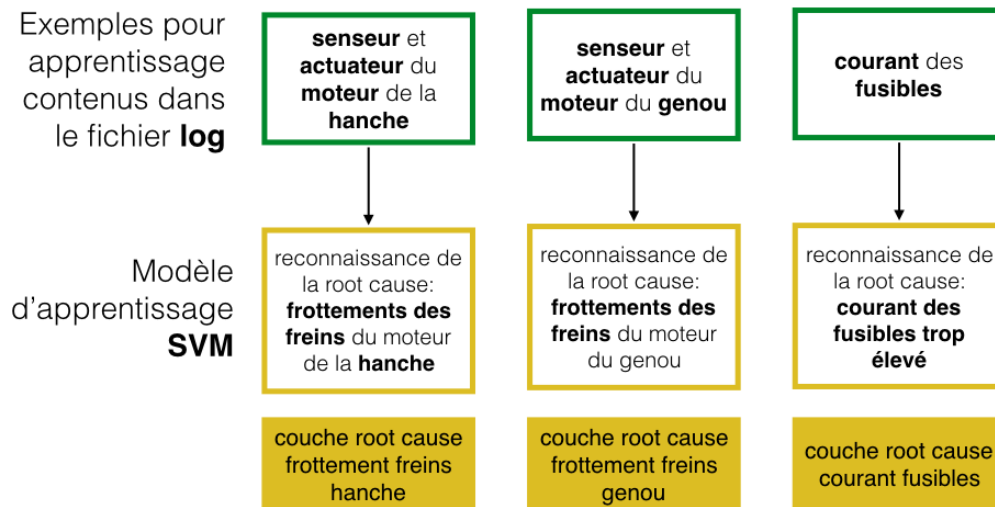 Exemples pour
apprentissage
contenus dans
le fichier log
senseur et
actuateur du
moteur de la
hanche
senseur et
actuateur du
moteur du genou
courant des
fusibles
Modèle
d'apprentissage
SVM
reconnaissance de
la root cause:
frottements des
freins du moteur
de la hanche
reconnaissance de
la root cause:
frottements des
freins du moteur
du genou
reconnaissance de
la root cause:
courant des
fusibles trop
élevé
couche root cause
frottement freins
hanche
couche root cause
frottement freins
genou
couche root cause
courant fusibles